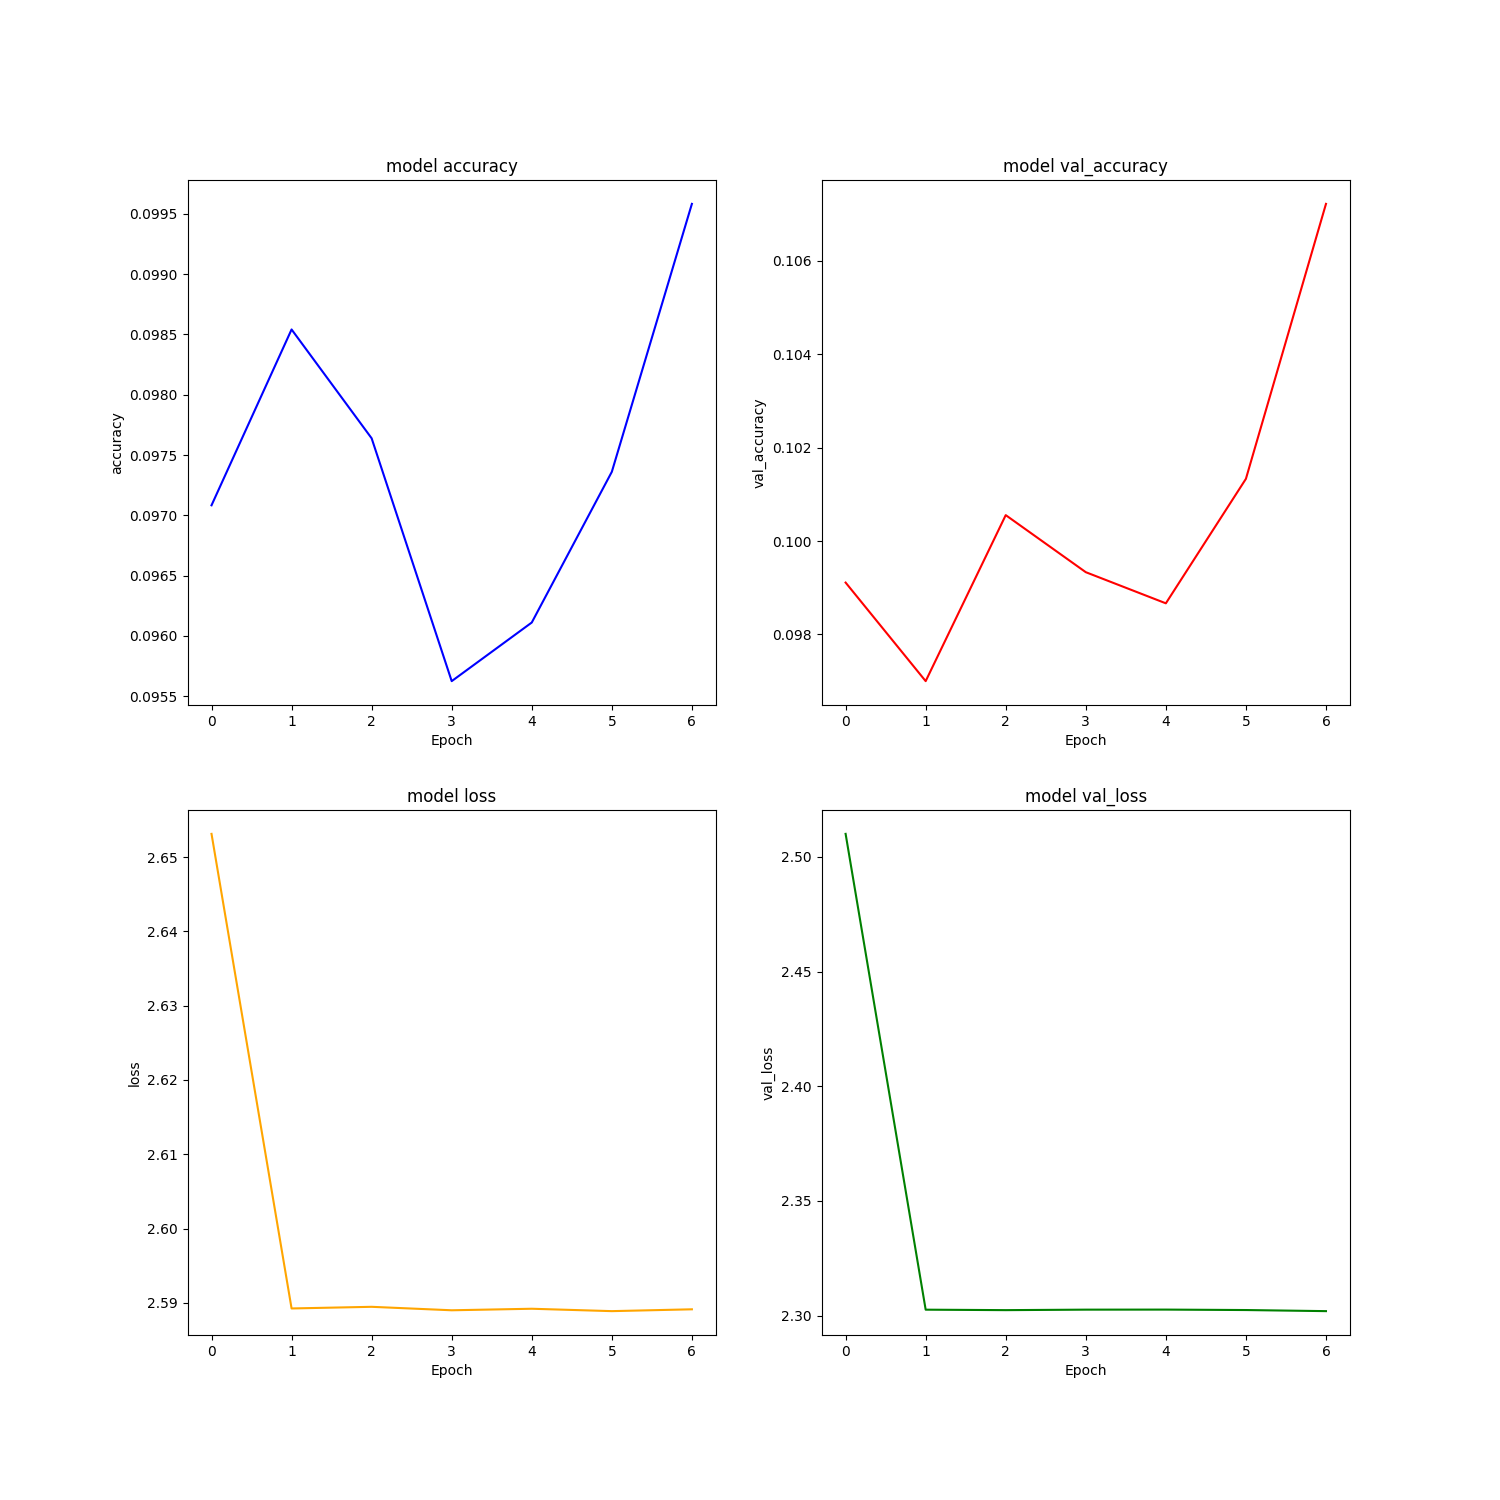 model accuracy
accuracy
0.0995
0.0990
0.0985
0.0980
0.0975
0.0970
0.0965
0.0960
0.0955
0 1 2 3 4 5 6
Epoch
model val_accuracy
val_accuracy
0.106
0.104
0.102
0.100
0.098
0 1 2 3 4 5 6
Epoch
model loss
loss
2.65
2.64
2.63
2.62
2.61
2.60
2.59
0 1 2 3 4 5 6
Epoch
model val_loss
val_loss
2.50
2.45
2.40
2.35
2.30
0 1 2 3 4 5 6
Epoch